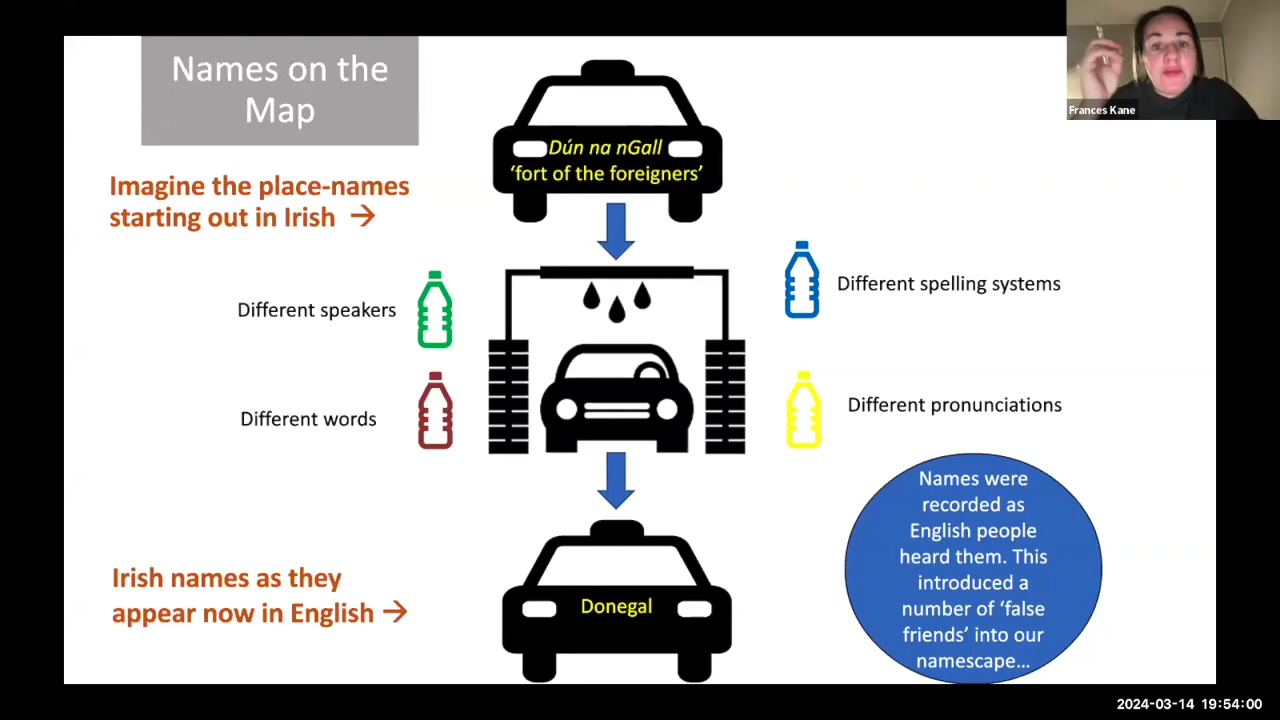 Names on the
Map
Frances Kane
Dún na nGall
‘fort of the foreigners’
Imagine the place-names
starting out in Irish →
Different speakers
Different spelling systems
Different words
Different pronunciations
Names were
recorded as
English people
heard them. This
introduced a
number of ‘false
friends’ into our
namescape…
Irish names as they
appear now in English →
Donegal
2024-03-14 19:54:00